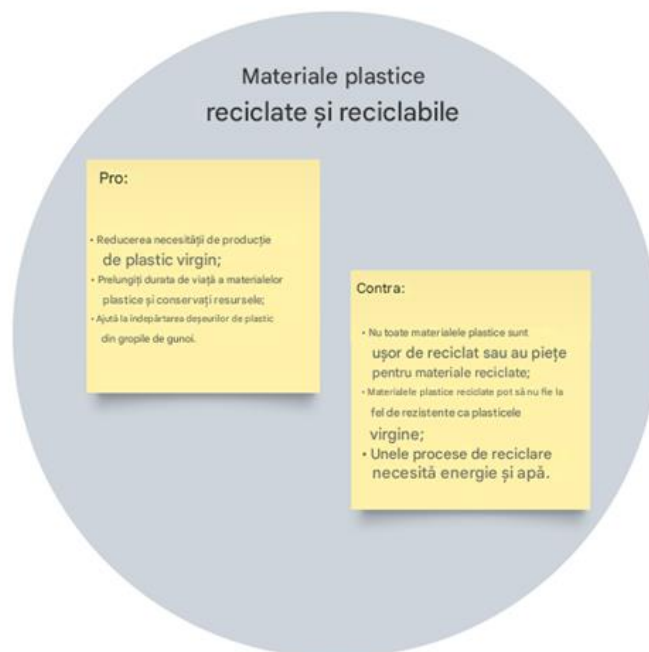 Materiale plastice
reciclate și reciclabile
Pro:
• Reducerea necesității de producție
de plastic virgin;
• Prelungiți durata de viață a materialelor
plastice și conservați resursele;
• Ajută la îndepărtarea deșeurilor de plastic
din gropile de gunoi.
Contra:
• Nu toate materialele plastice sunt
ușor de reciclat sau au piețe
pentru materiale reciclate;
• Materialele plastice reciclate pot să nu fie la
fel de rezistente ca plasticele
virgine;
• Unele procese de reciclare
necesită energie și apă.